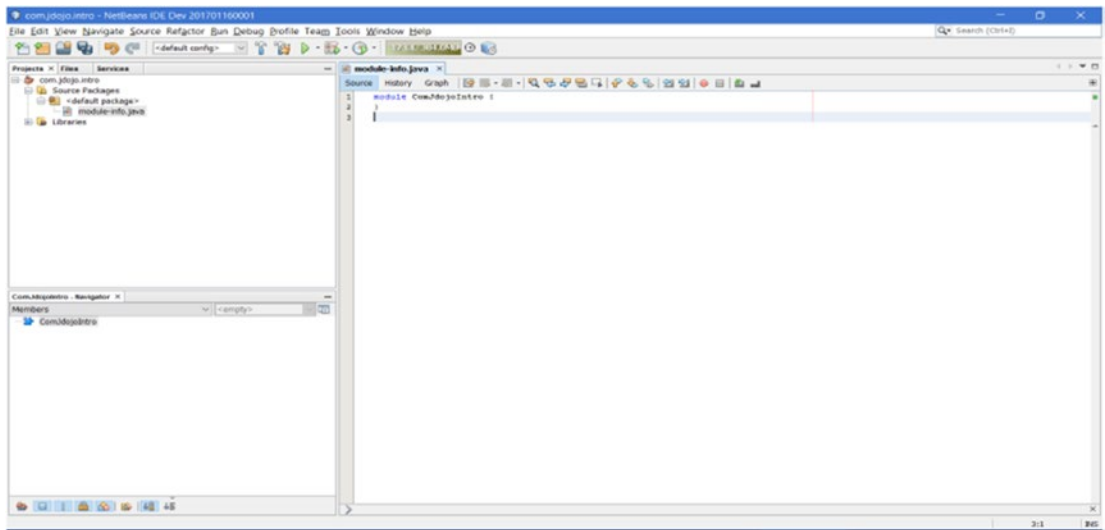 com.jdojo.intro - NetBeans IDE Dev 201701160001
File Edit View Navigate Source Refactor Run Debug Profile Team Tools Window Help
Search (Ctrl+I)
<default config>
Projects Files Services
com.jdojo.intro
Source Packages
<default package>
module-info.java
Libraries
module-info.java
Source History Graph
1 module ComJdojoIntro {
2 }
3
ComJdojoIntro - Navigator
Members <empty>
ComJdojoIntro
3:1 INS